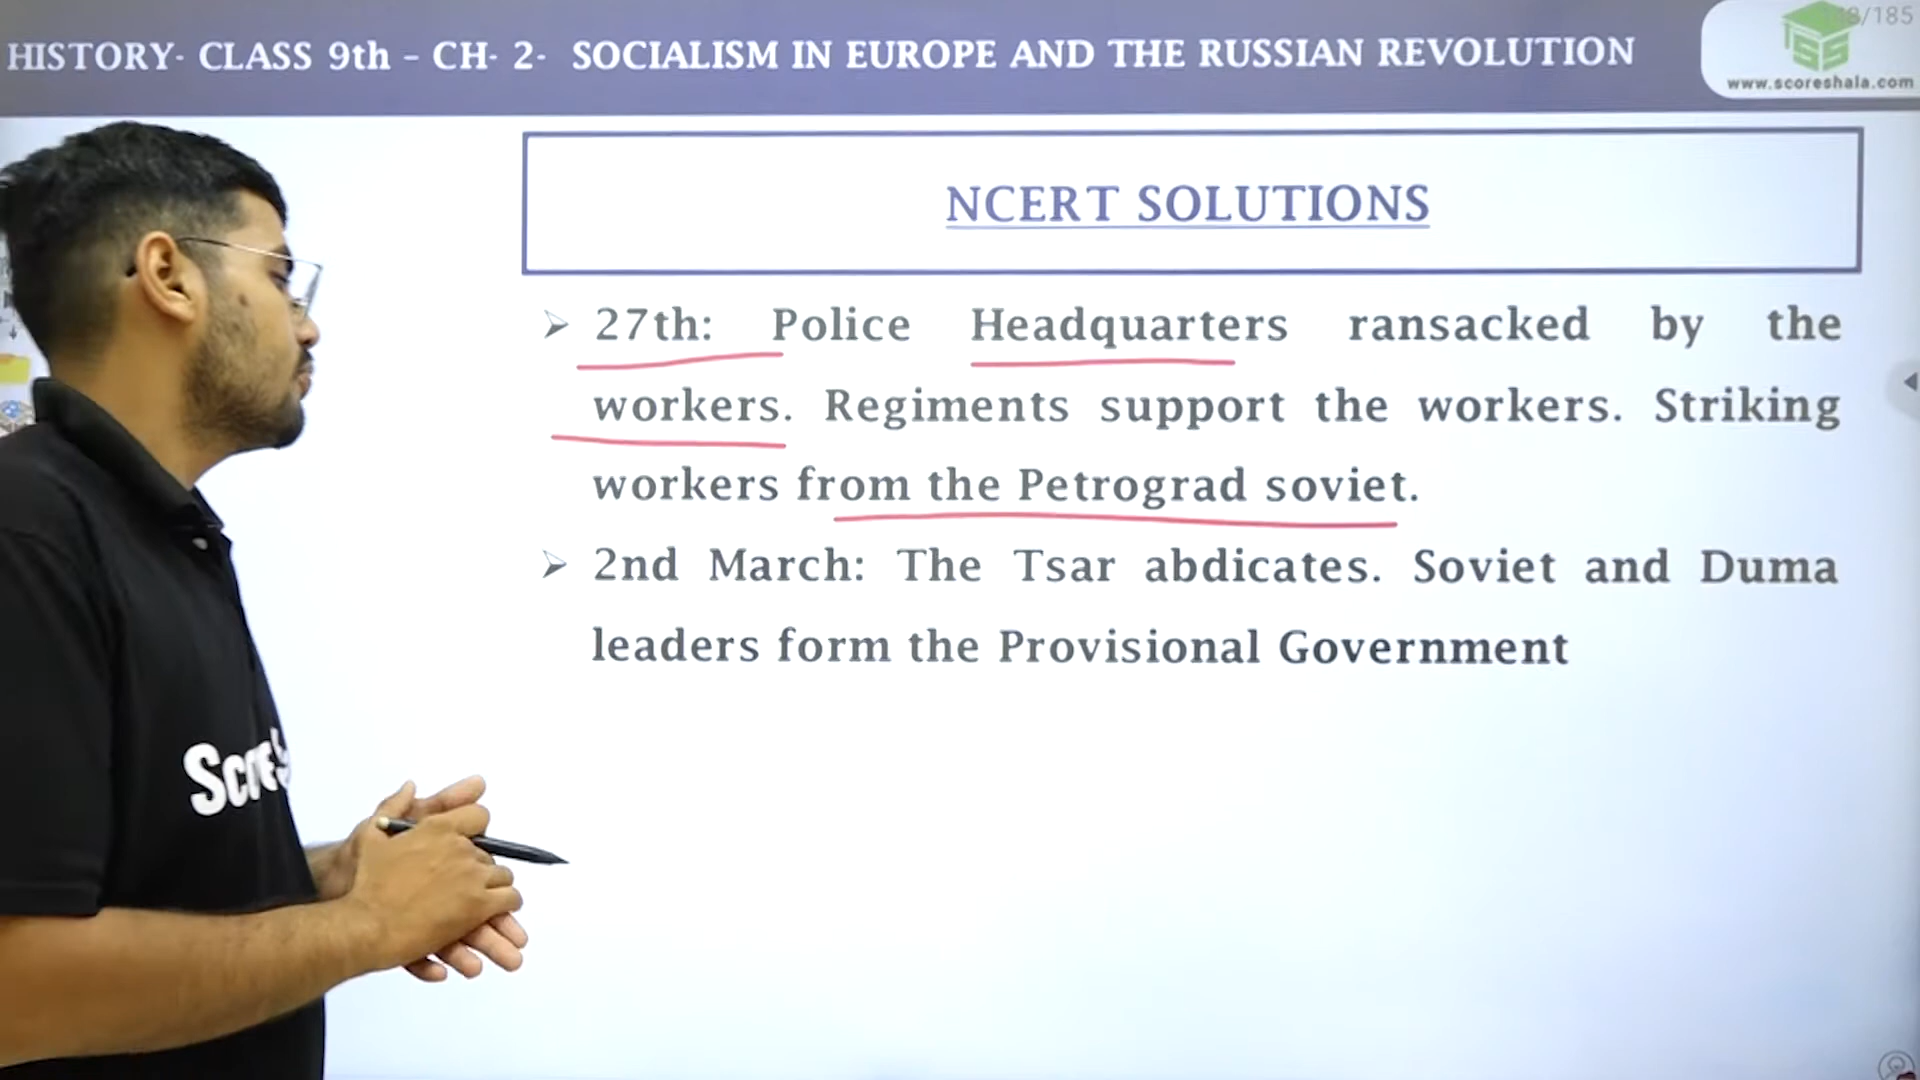 HISTORY- CLASS 9th – CH- 2- SOCIALISM IN EUROPE AND THE RUSSIAN REVOLUTION
/185
www.scoreshala.com
NCERT SOLUTIONS
27th: Police Headquarters ransacked by the
workers. Regiments support the workers. Striking
workers from the Petrograd soviet.
2nd March: The Tsar abdicates. Soviet and Duma
leaders form the Provisional Government
Scores